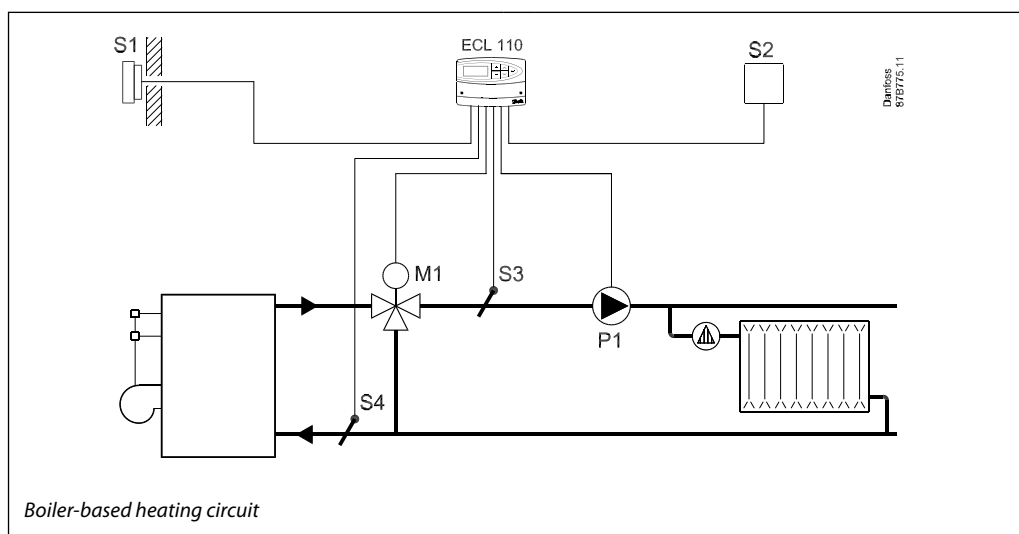 S1
ECL 110
S2
Danfoss
87B775.11
M1
S3
P1
S4
Boiler-based heating circuit